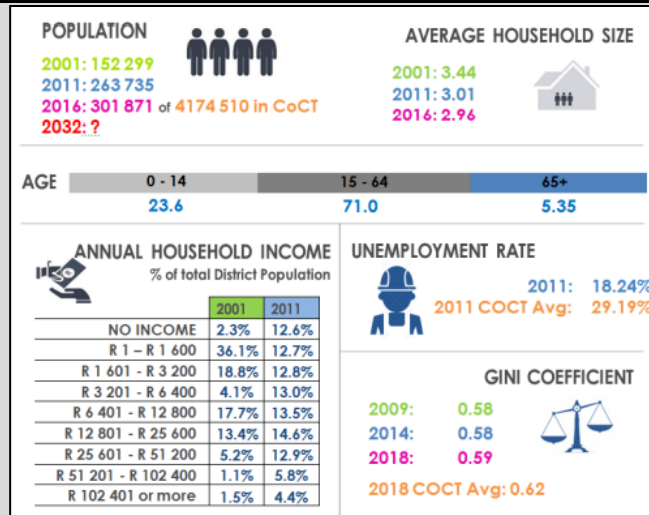 POPULATION
2001: 152 299
2011: 263 735
2016: 301 871 of 4174 510 in CoCT
2032: ?
AVERAGE HOUSEHOLD SIZE
2001: 3.44
2011: 3.01
2016: 2.96
AGE 0 - 14 15 - 64 65+
23.6 71.0 5.35
ANNUAL HOUSEHOLD INCOME
% of total District Population
2001 2011
NO INCOME 2.3% 12.6%
R 1 – R 1 600 36.1% 12.7%
R 1 601 - R 3 200 18.8% 12.8%
R 3 201 - R 6 400 4.1% 13.0%
R 6 401 - R 12 800 17.7% 13.5%
R 12 801 - R 25 600 13.4% 14.6%
R 25 601 - R 51 200 5.2% 12.9%
R 51 201 - R 102 400 1.1% 5.8%
R 102 401 or more 1.5% 4.4%
UNEMPLOYMENT RATE
2011: 18.24%
2011 COCT Avg: 29.19%
GINI COEFFICIENT
2009: 0.58
2014: 0.58
2018: 0.59
2018 COCT Avg: 0.62